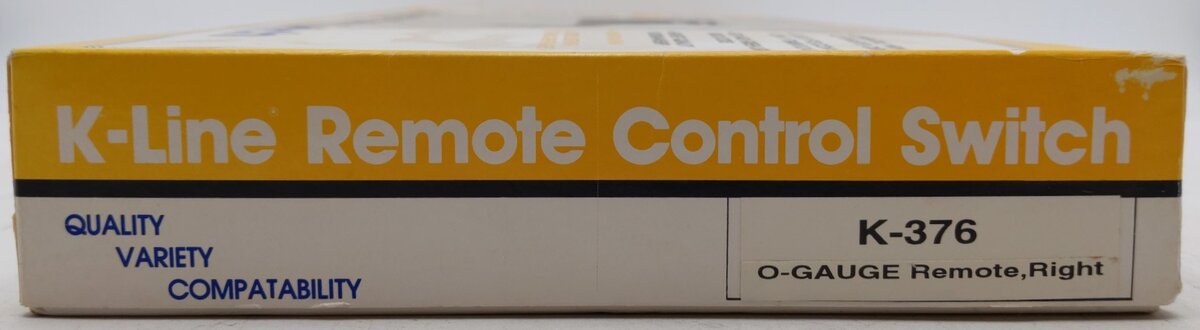 K-Line Remote Control Switch
QUALITY
VARIETY
COMPATABILITY
K-376
O-GAUGE Remote,Right